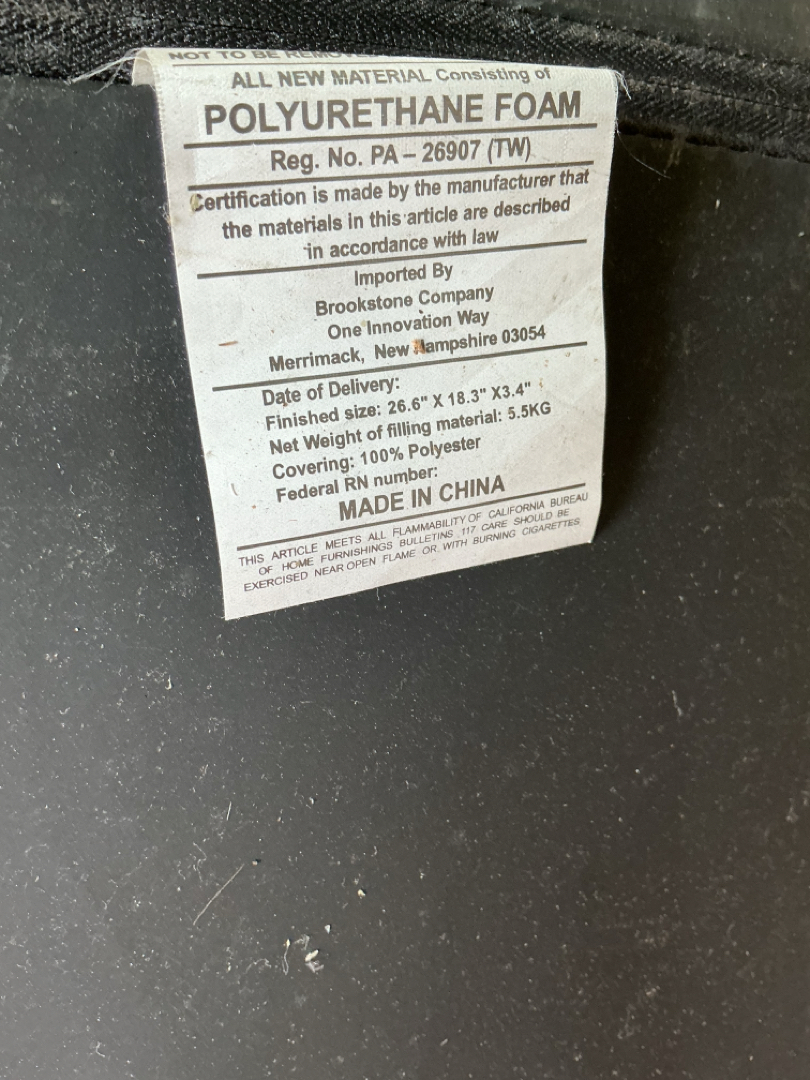 NOT TO BE REMOVED
ALL NEW MATERIAL Consisting of
POLYURETHANE FOAM
Reg. No. PA – 26907 (TW)
Certification is made by the manufacturer that
the materials in this article are described
in accordance with law
Imported By
Brookstone Company
One Innovation Way
Merrimack, New Hampshire 03054
Date of Delivery:
Finished size: 26.6" X 18.3" X3.4"
Net Weight of filling material: 5.5KG
Covering: 100% Polyester
Federal RN number:
MADE IN CHINA
THIS ARTICLE MEETS ALL FLAMMABILITY OF CALIFORNIA BUREAU
OF HOME FURNISHINGS BULLETINS 117 CARE SHOULD BE
EXERCISED NEAR OPEN FLAME OR WITH BURNING CIGARETTES